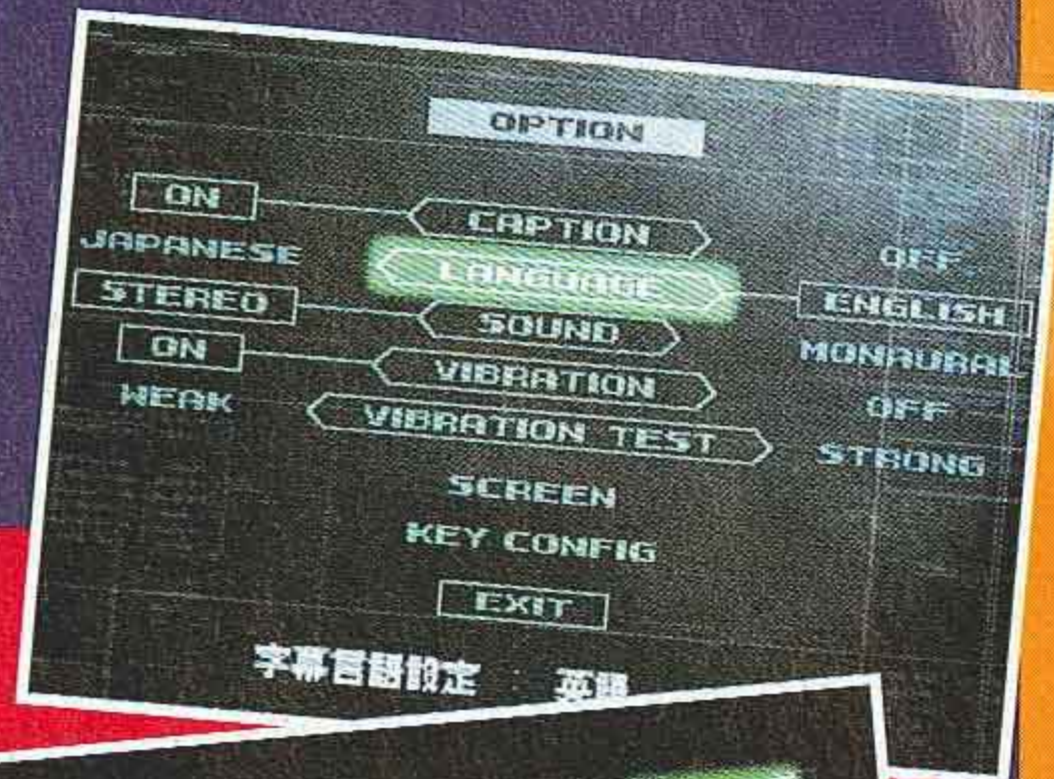 OPTION
ON CAPTION OFF
JAPANESE LANGUAGE ENGLISH
STEREO SOUND MONAURAL
ON VIBRATION OFF
WEAK VIBRATION TEST STRONG
SCREEN
KEY CONFIG
EXIT
字幕言語設定 : 英語